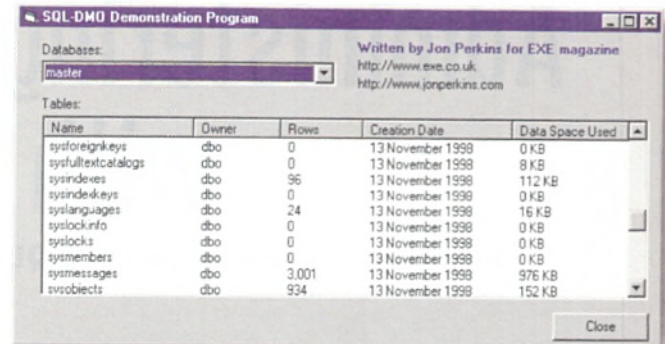 SQL-DMO Demonstration Program
Databases:
master
Written by Jon Perkins for EXE magazine
http://www.exe.co.uk
http://www.jonperkins.com
Tables:
Name Owner Rows Creation Date Data Space Used
sysforeignkeys dbo 0 13 November 1998 0 KB
sysfulltextcatalogs dbo 0 13 November 1998 8 KB
sysindexes dbo 96 13 November 1998 112 KB
sysindexkeys dbo 0 13 November 1998 0 KB
syslanguages dbo 24 13 November 1998 16 KB
syslockinfo dbo 0 13 November 1998 0 KB
syslocks dbo 0 13 November 1998 0 KB
sysmembers dbo 0 13 November 1998 0 KB
sysmessages dbo 3,001 13 November 1998 976 KB
sysobjects dbo 934 13 November 1998 152 KB
Close